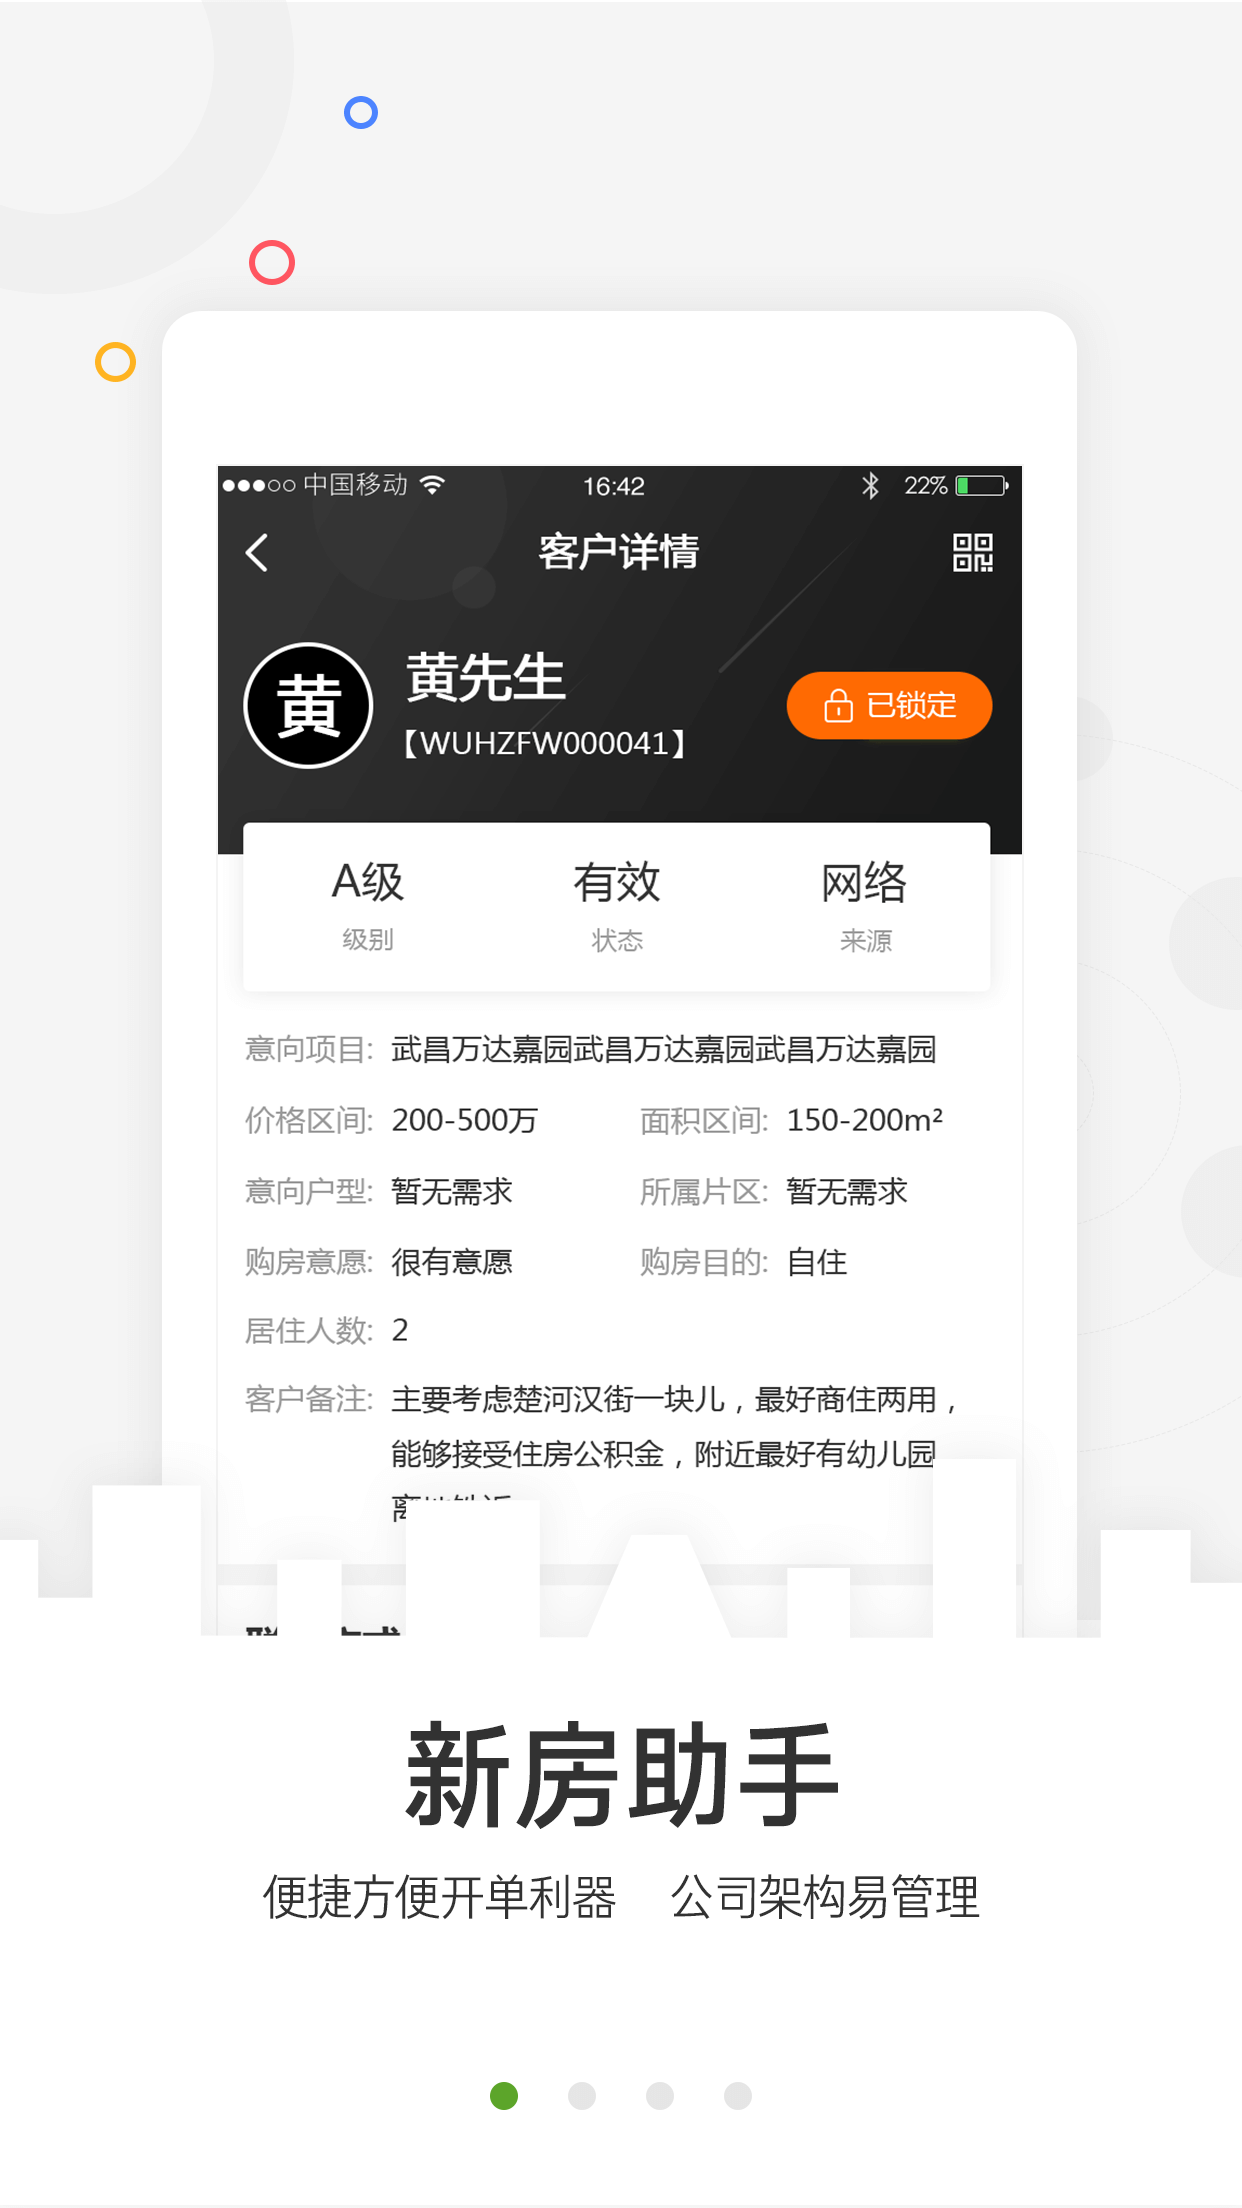 中国移动 16:42 22%
客户详情
黄 黄先生
【WUHZFW000041】
已锁定
A级 有效 网络
级别 状态 来源
意向项目: 武昌万达嘉园武昌万达嘉园武昌万达嘉园
价格区间: 200-500万 面积区间: 150-200m²
意向户型: 暂无需求 所属片区: 暂无需求
购房意愿: 很有意愿 购房目的: 自住
居住人数: 2
客户备注: 主要考虑楚河汉街一块儿，最好商住两用，
能够接受住房公积金，附近最好有幼儿园
新房助手
便捷方便开单利器 公司架构易管理